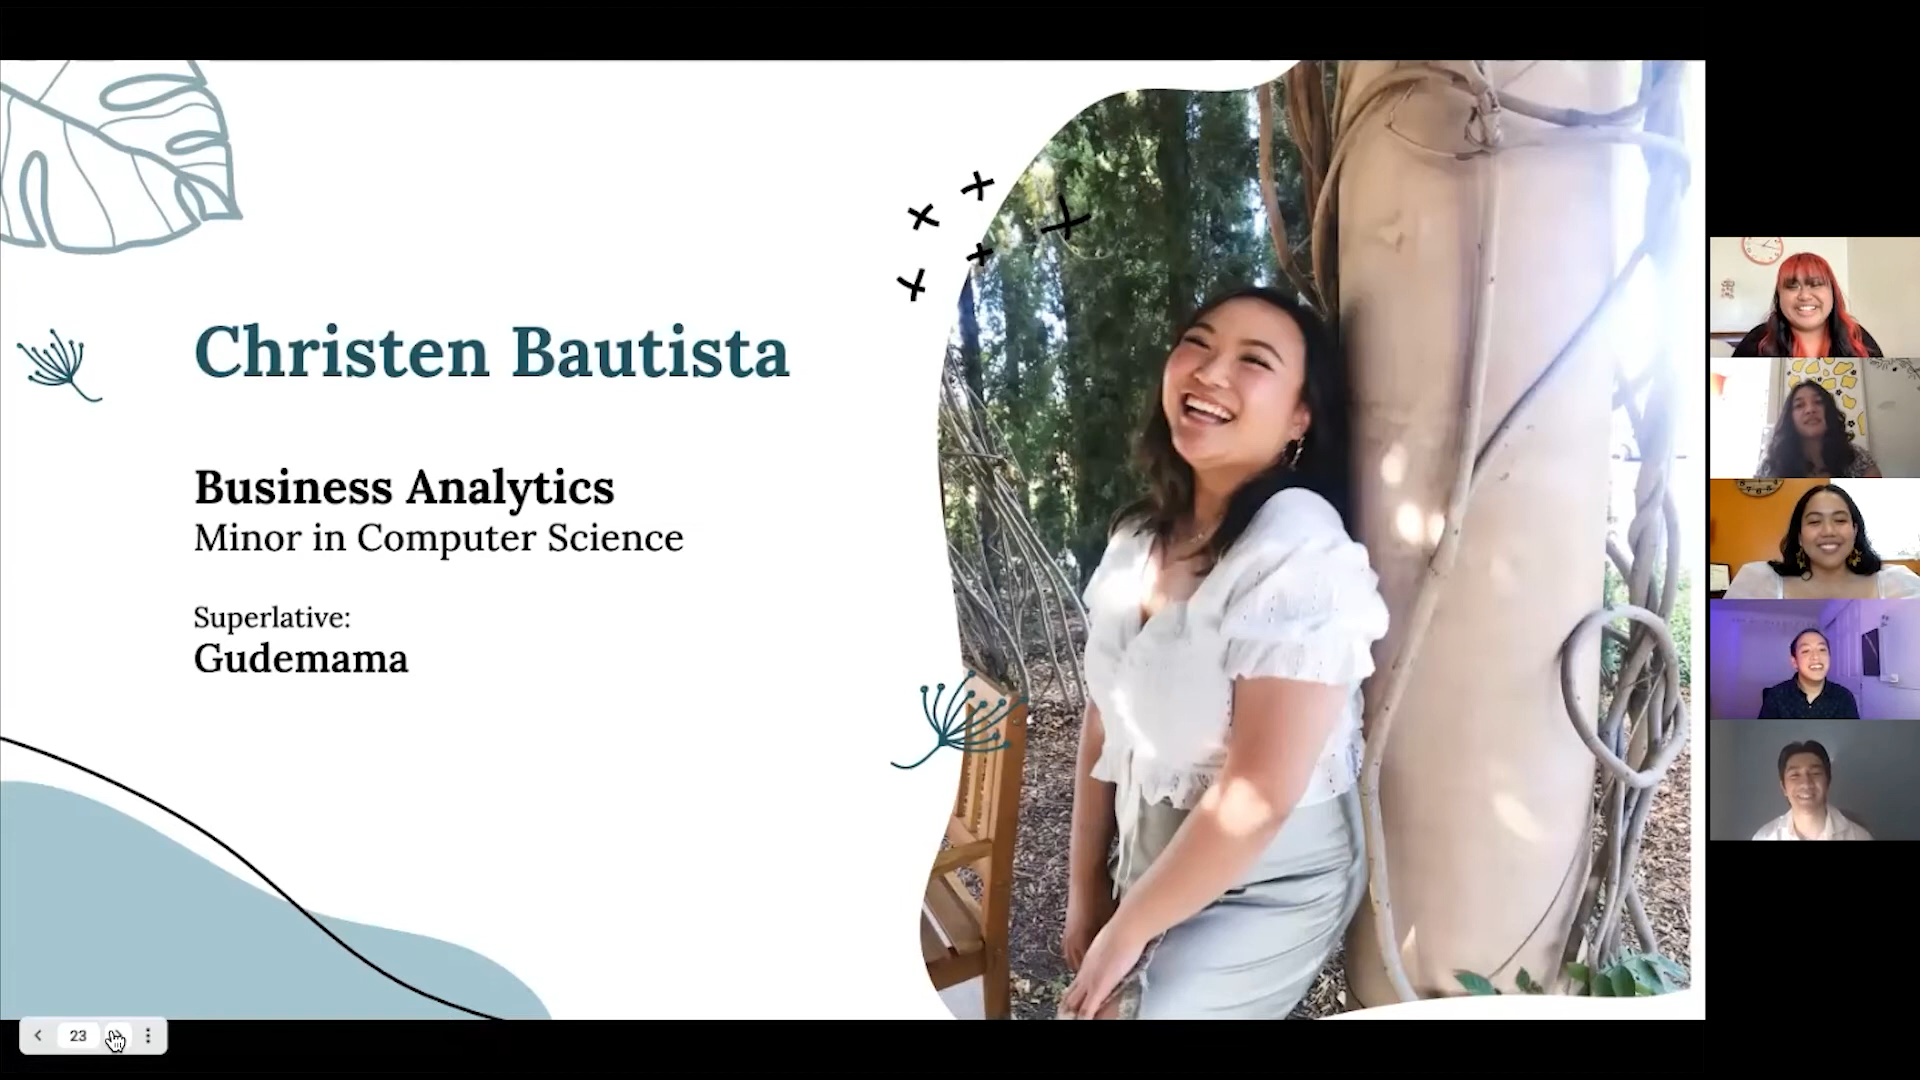 Christen Bautista
Business Analytics
Minor in Computer Science
Superlative:
Gudemama
23